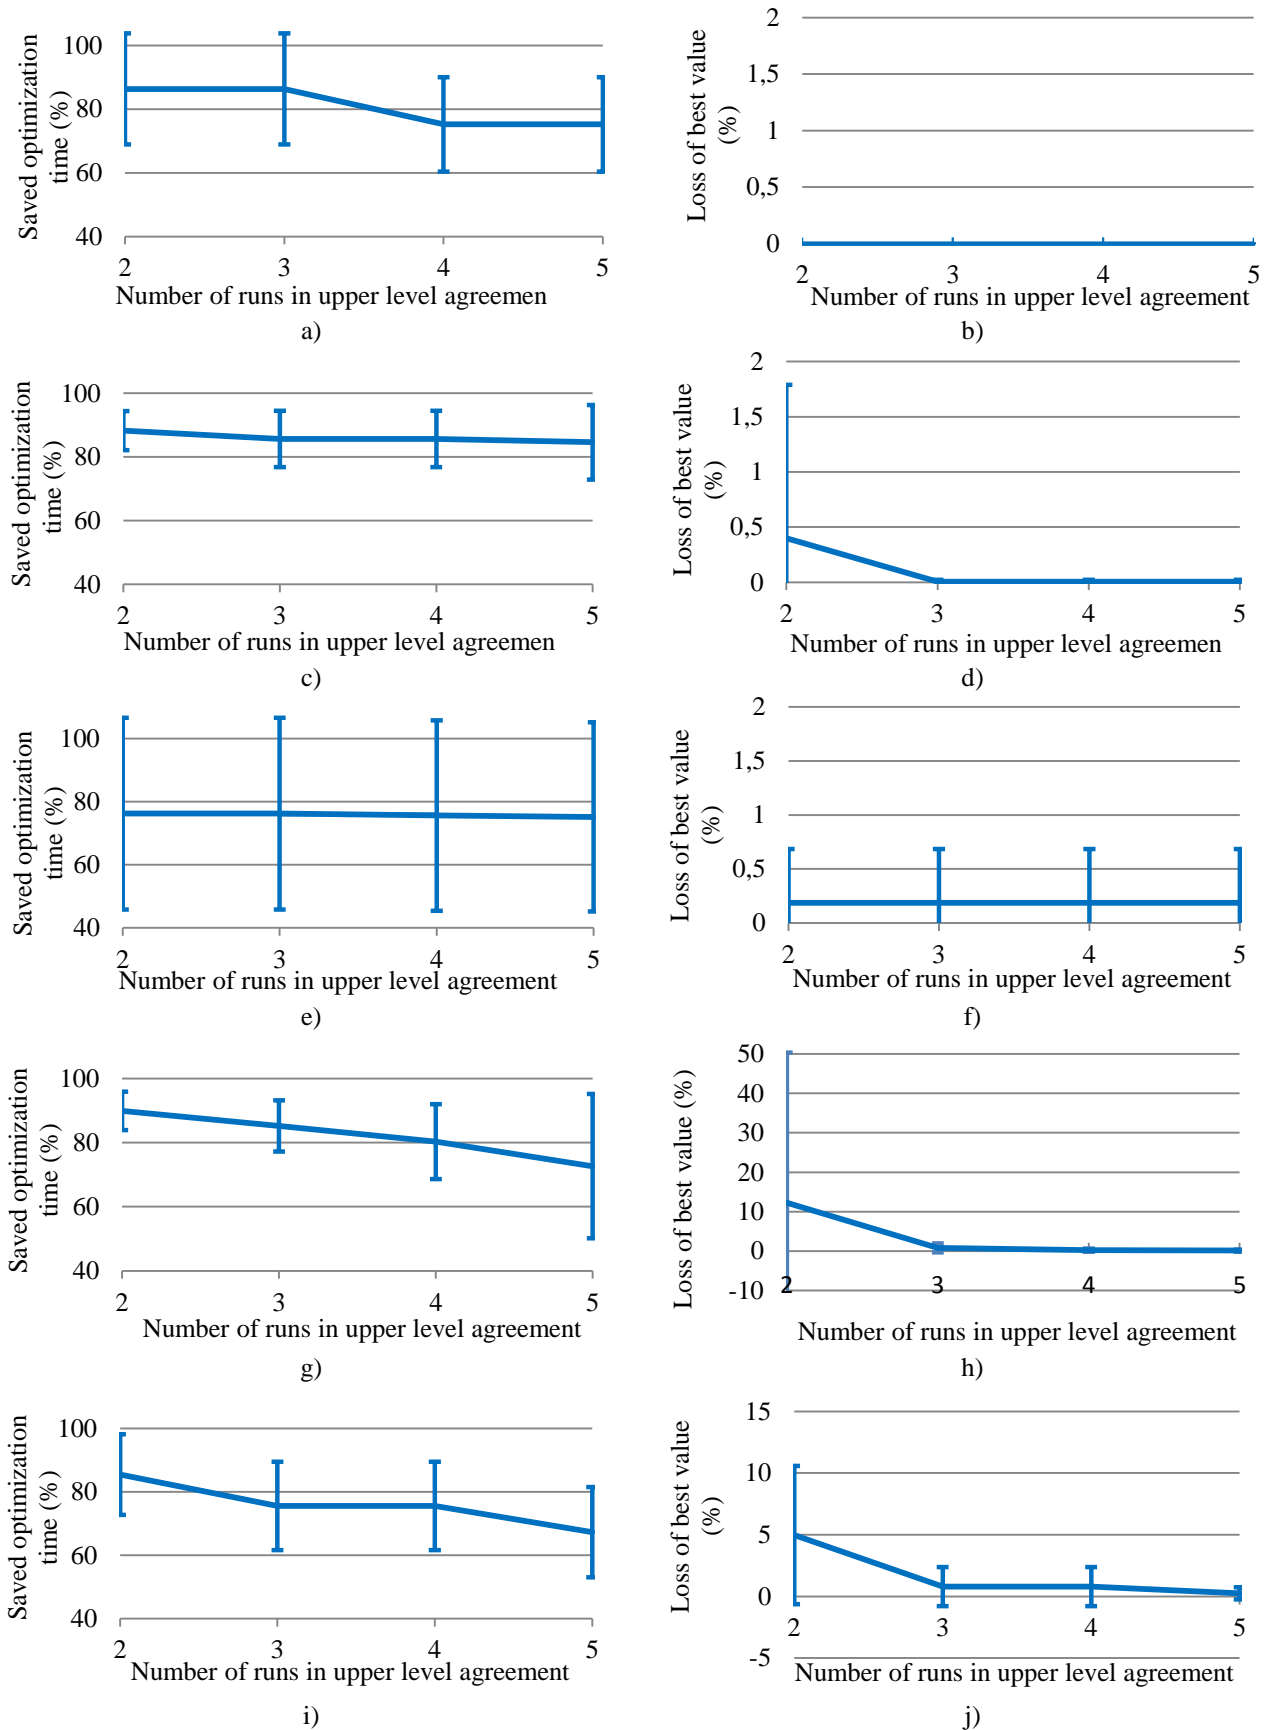 Saved optimization
time (%)
100
80
60
40
2 3 4 5
Number of runs in upper level agreemen
a)
Loss of best value
(%)
2
1,5
1
0,5
0
2 3 4 5
Number of runs in upper level agreement
b)
Saved optimization
time (%)
100
80
60
40
2 3 4 5
Number of runs in upper level agreemen
c)
Loss of best value
(%)
2
1,5
1
0,5
0
2 3 4 5
Number of runs in upper level agreemen
d)
Saved optimization
time (%)
100
80
60
40
2 3 4 5
Number of runs in upper level agreement
e)
Loss of best value
(%)
2
1,5
1
0,5
0
2 3 4 5
Number of runs in upper level agreement
f)
Saved optimization
time (%)
100
80
60
40
2 3 4 5
Number of runs in upper level agreement
g)
Loss of best value (%)
50
40
30
20
10
0
-10
2 3 4 5
Number of runs in upper level agreement
h)
Saved optimization
time (%)
100
80
60
40
2 3 4 5
Number of runs in upper level agreement
i)
Loss of best value
(%)
15
10
5
0
-5
2 3 4 5
Number of runs in upper level agreement
j)